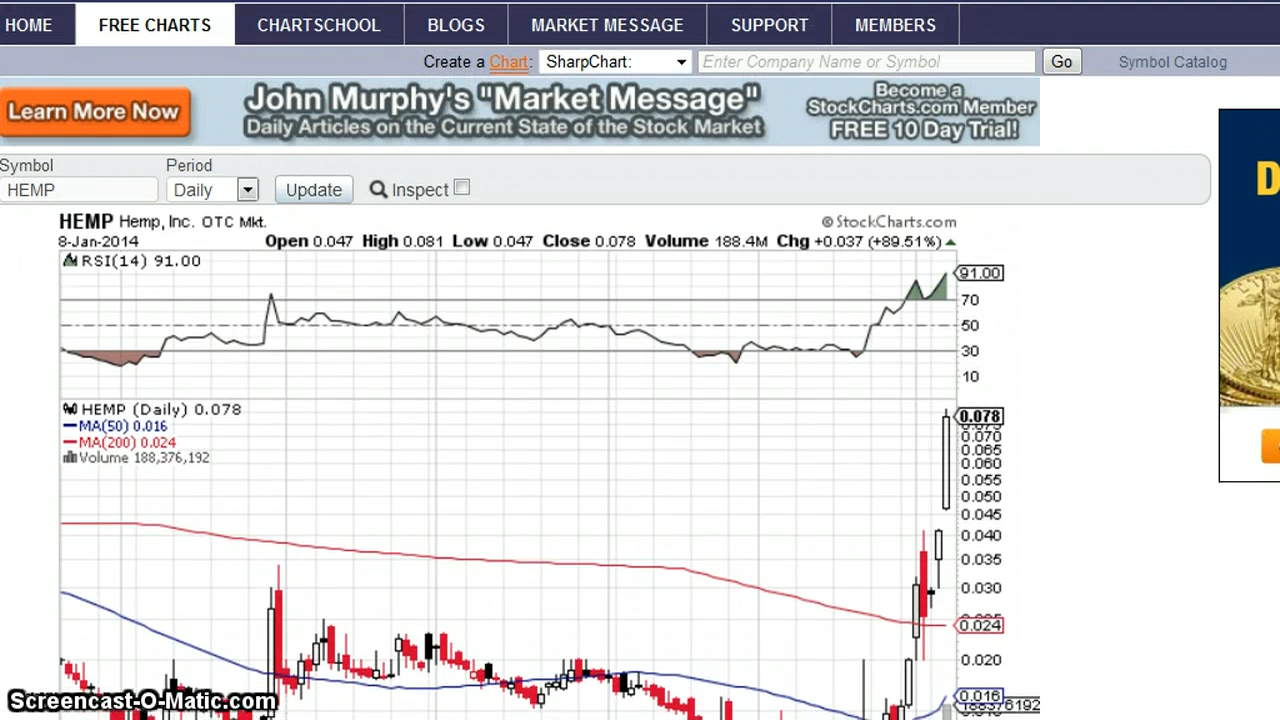 HOME FREE CHARTS CHARTSCHOOL BLOGS MARKET MESSAGE SUPPORT MEMBERS
Create a Chart: SharpChart: Enter Company Name or Symbol Go Symbol Catalog
Learn More Now
John Murphy's "Market Message"
Daily Articles on the Current State of the Stock Market
Become a
StockCharts.com Member
FREE 10 Day Trial!
D
Symbol Period
HEMP Daily Update Inspect
HEMP Hemp, Inc. OTC Mkt. © StockCharts.com
8-Jan-2014 Open 0.047 High 0.081 Low 0.047 Close 0.078 Volume 188.4M Chg +0.037 (+89.51%)
RSI(14) 91.00
91.00
70
50
30
10
HEMP (Daily) 0.078
MA(50) 0.016
MA(200) 0.024
Volume 188,376,192
0.078
0.070
0.065
0.060
0.055
0.050
0.045
0.040
0.035
0.030
0.024
0.020
0.016
188376192
Screencast-O-Matic.com